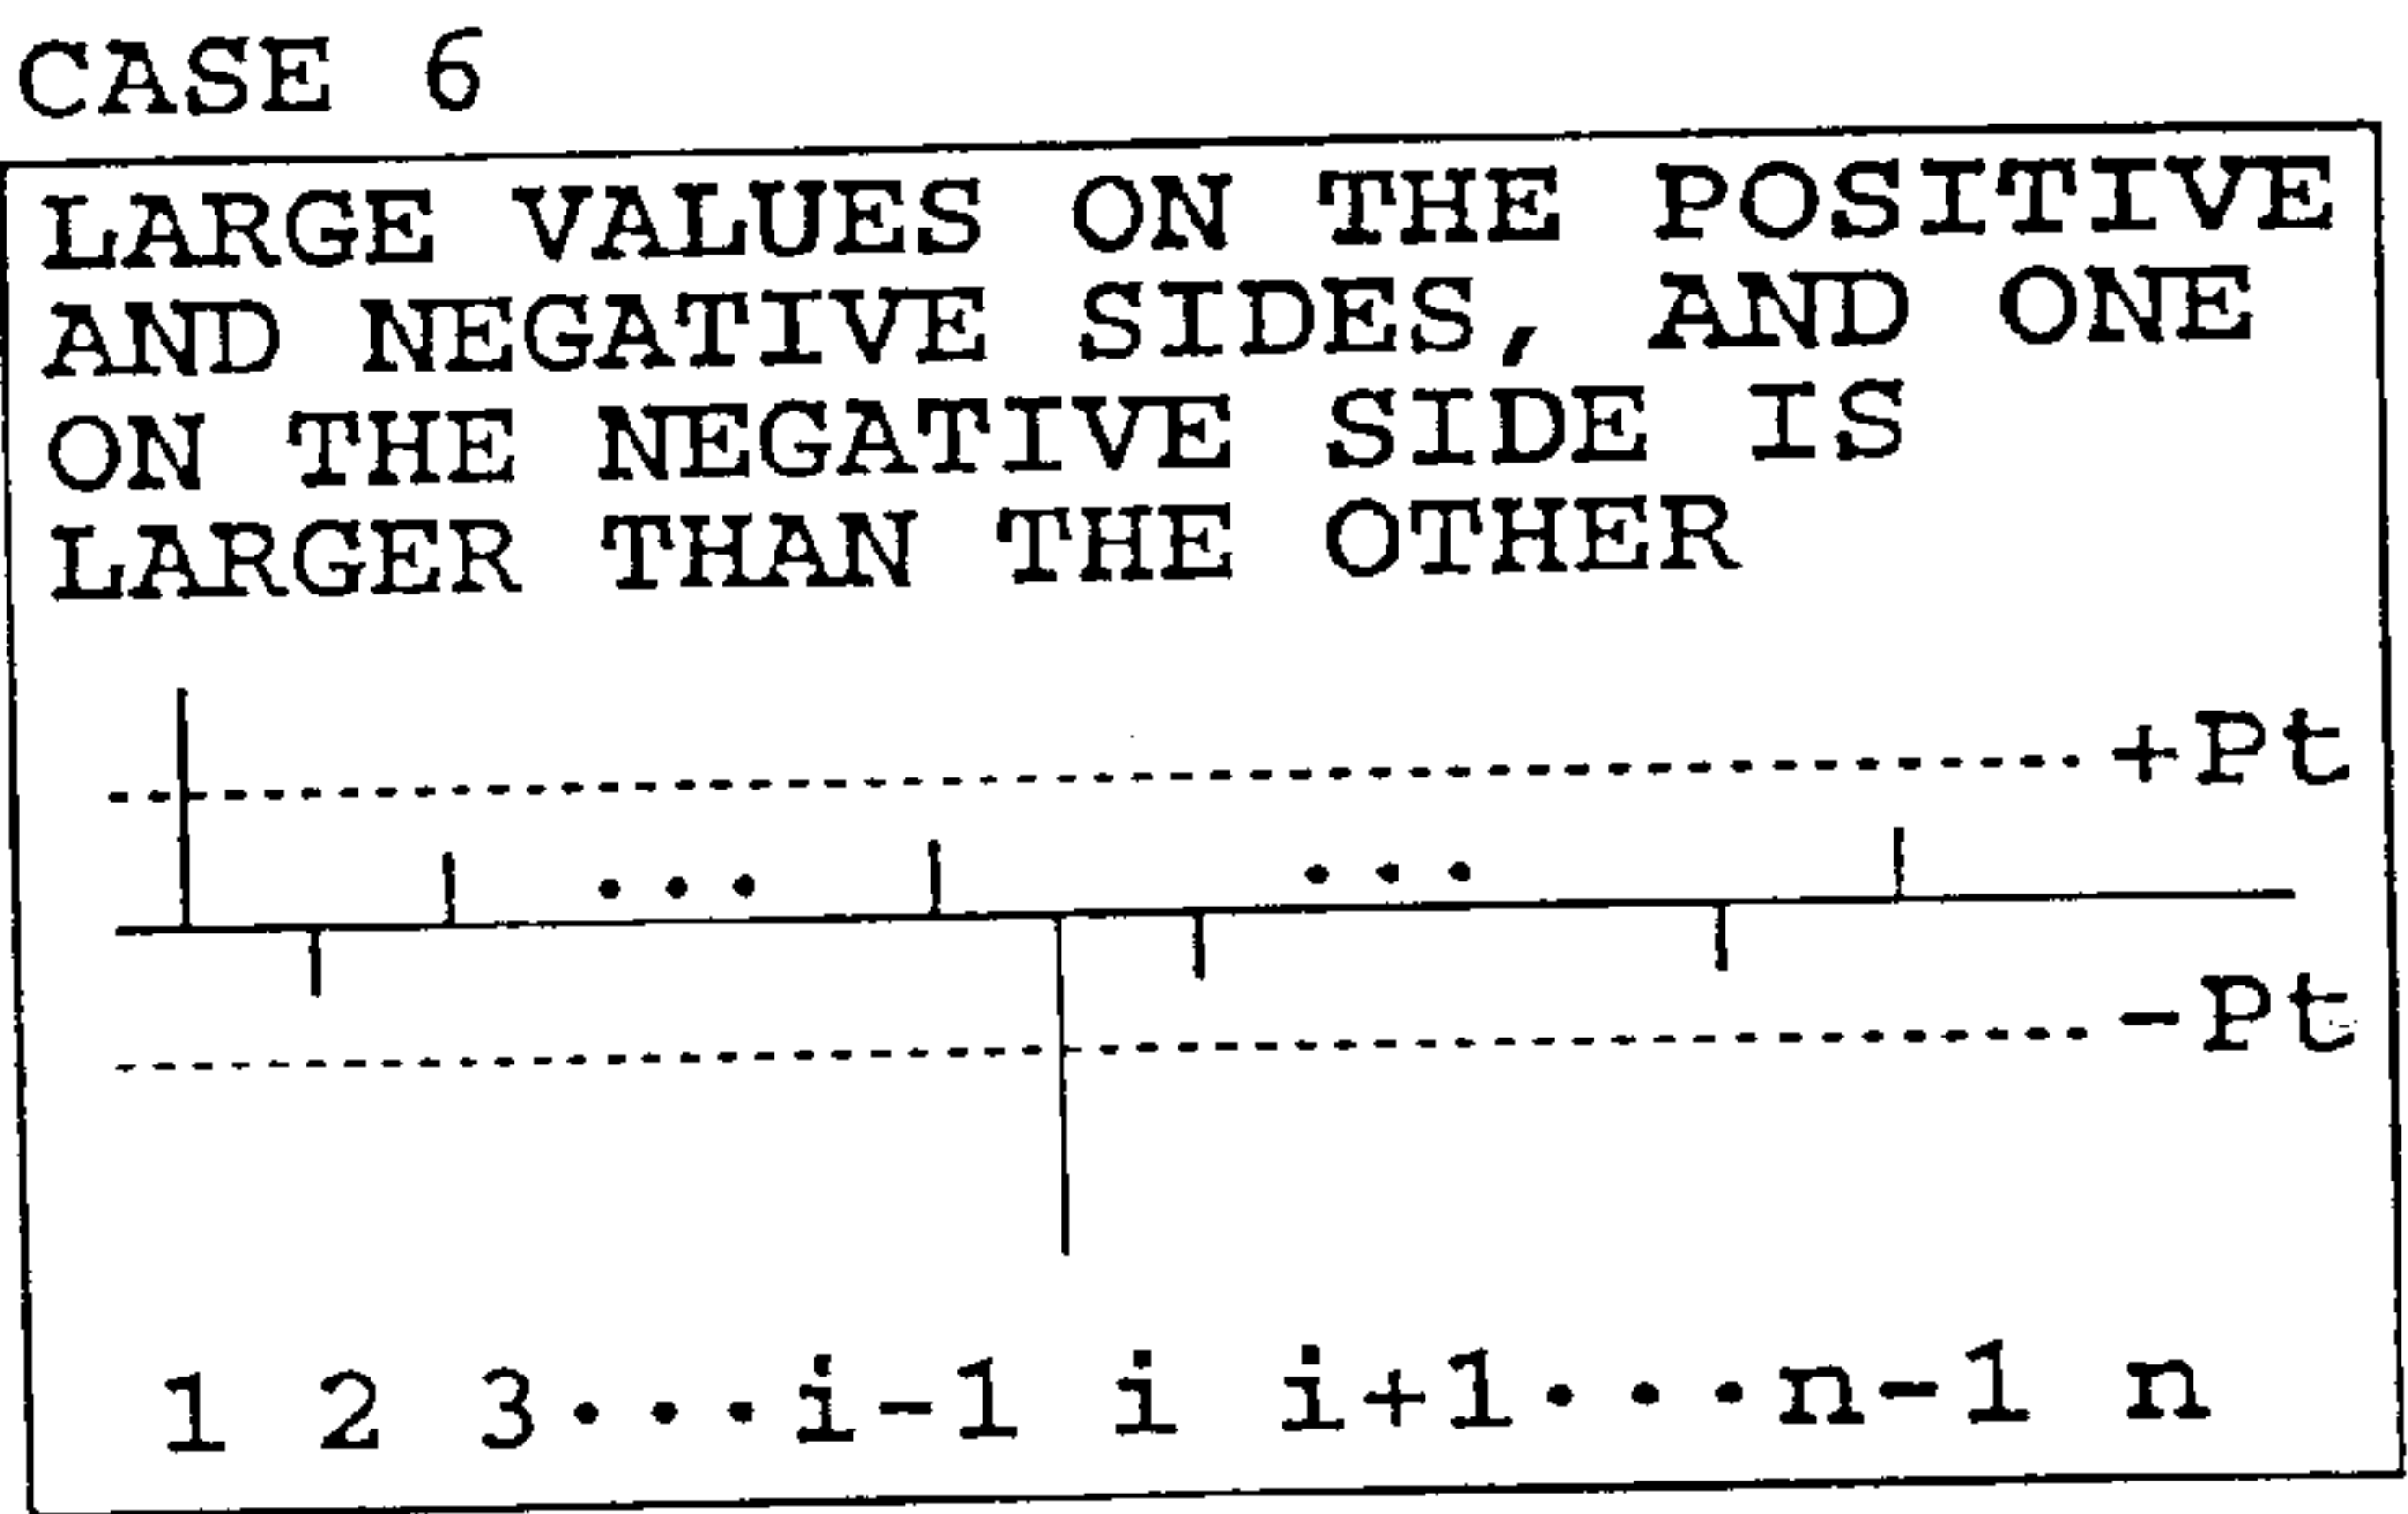 CASE 6
LARGE VALUES ON THE POSITIVE
AND NEGATIVE SIDES, AND ONE
ON THE NEGATIVE SIDE IS
LARGER THAN THE OTHER
+Pt
-Pt
1 2 3···i-1 i i+1···n-1 n